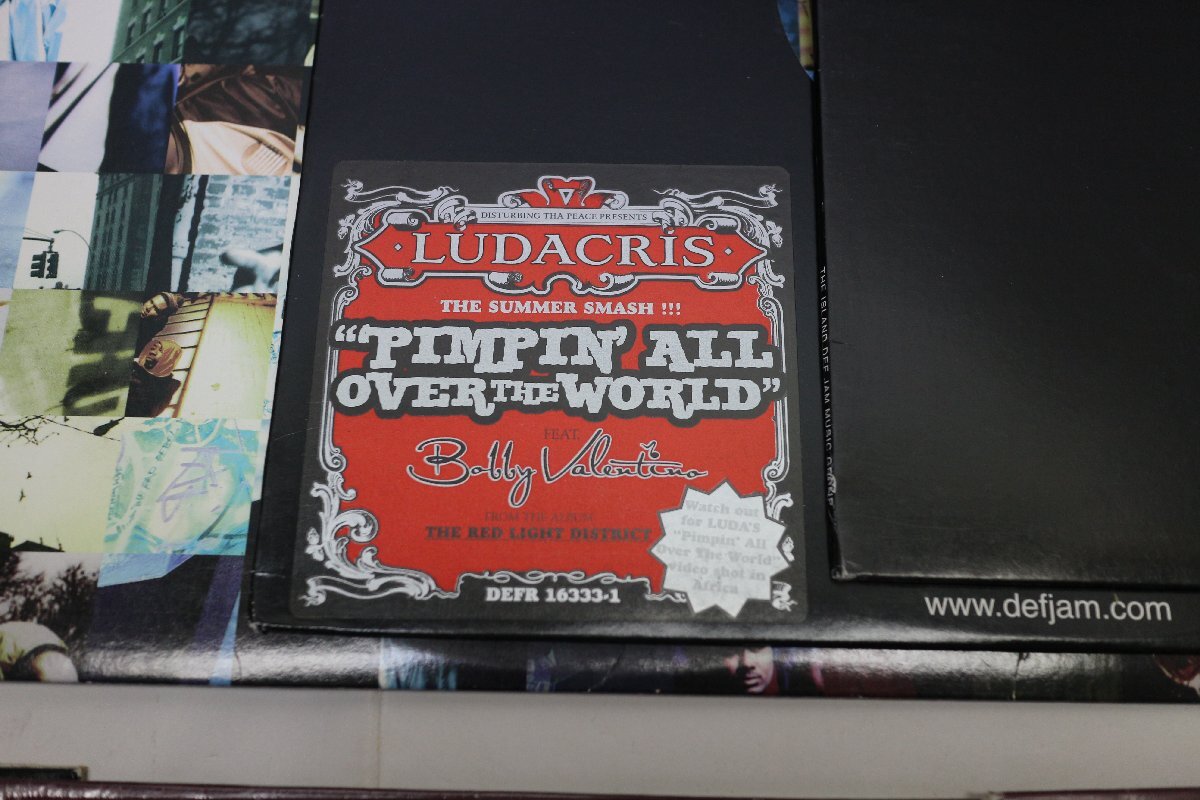 DISTURBING THA PEACE PRESENTS
· LUDACRIS ·
THE SUMMER SMASH !!!
"PIMPIN' ALL
OVER THE WORLD"
FEAT.
Bobby Valentino
FROM THE ALBUM
THE RED LIGHT DISTRICT
Watch out
for LUDA'S
"Pimpin' All
Over The World"
video shot in
Africa
DEFR 16333-1
THE ISLAND DEF JAM MUSIC GROUP
www.defjam.com